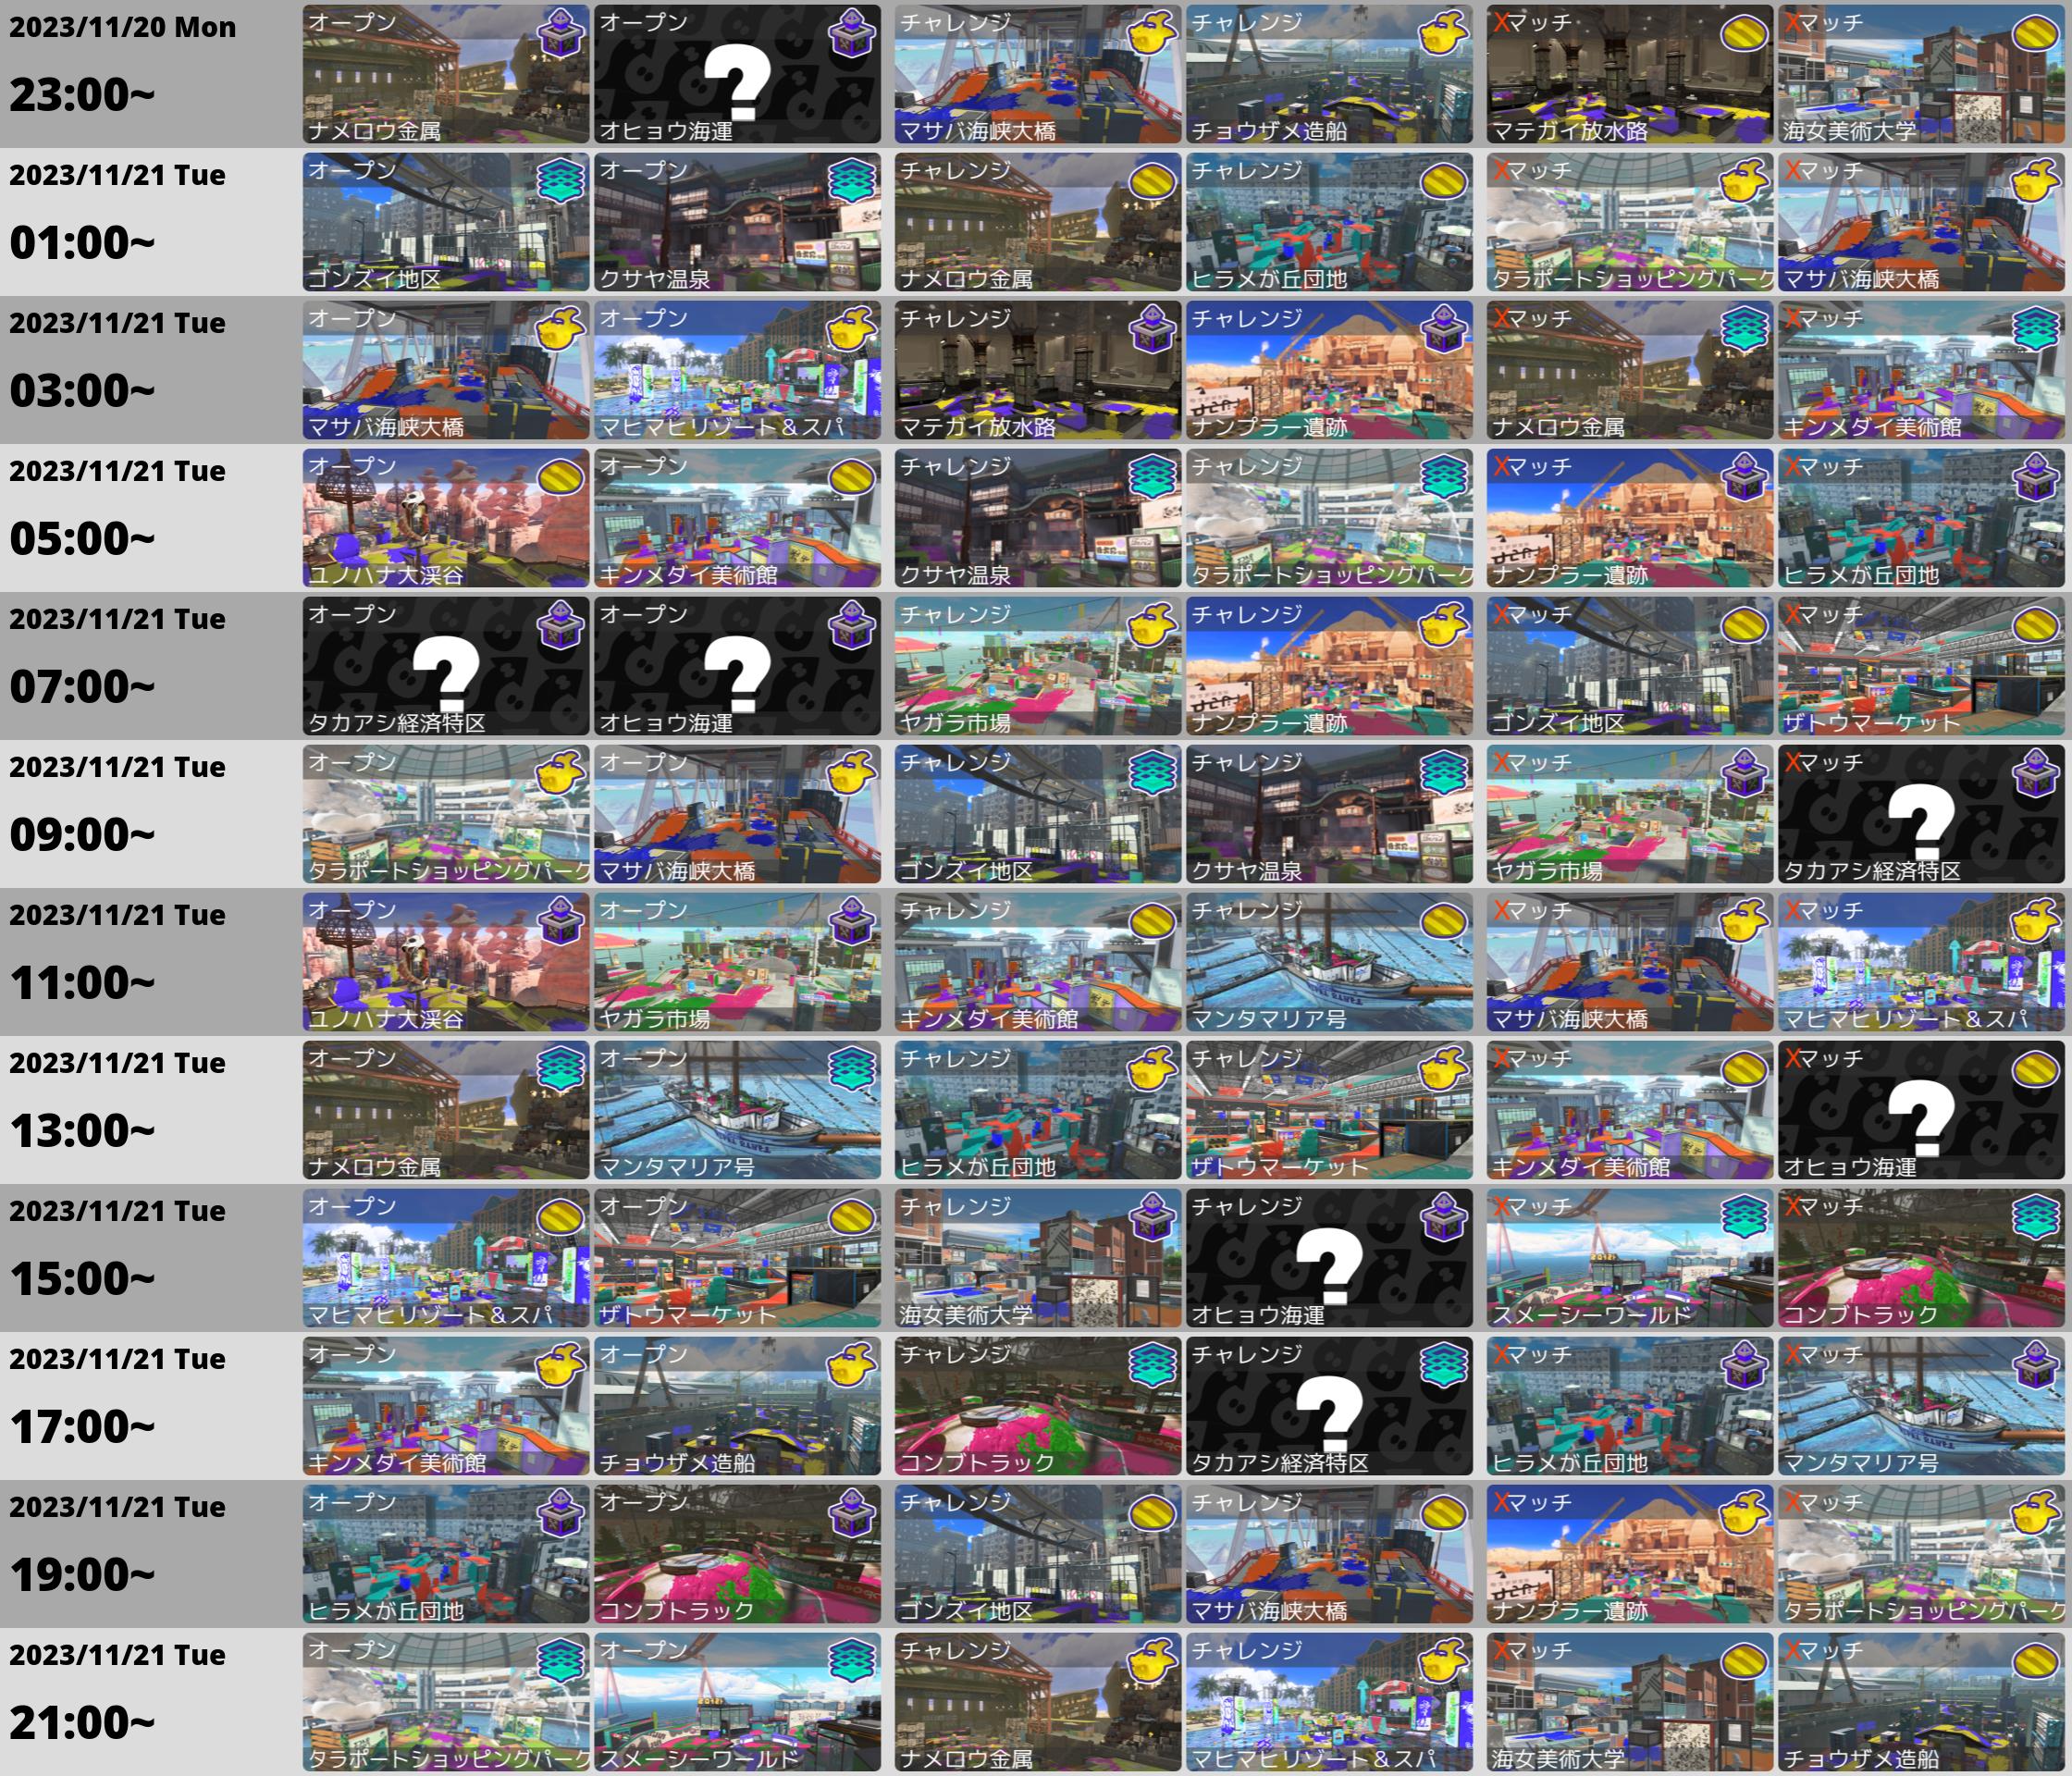 2023/11/20 Mon
23:00~
オープン
ナメロウ金属
オープン
オヒョウ海運
チャレンジ
マサバ海峡大橋
チャレンジ
チョウザメ造船
Xマッチ
マテガイ放水路
Xマッチ
海女美術大学
2023/11/21 Tue
01:00~
オープン
ゴンズイ地区
オープン
クサヤ温泉
チャレンジ
ナメロウ金属
チャレンジ
ヒラメが丘団地
Xマッチ
タラポートショッピングパーク
Xマッチ
マサバ海峡大橋
2023/11/21 Tue
03:00~
オープン
マサバ海峡大橋
オープン
マヒマヒリゾート＆スパ
チャレンジ
マテガイ放水路
チャレンジ
ナンプラー遺跡
Xマッチ
ナメロウ金属
Xマッチ
キンメダイ美術館
2023/11/21 Tue
05:00~
オープン
ユノハナ大渓谷
オープン
キンメダイ美術館
チャレンジ
クサヤ温泉
チャレンジ
タラポートショッピングパーク
Xマッチ
ナンプラー遺跡
Xマッチ
ヒラメが丘団地
2023/11/21 Tue
07:00~
オープン
タカアシ経済特区
オープン
オヒョウ海運
チャレンジ
ヤガラ市場
チャレンジ
ナンプラー遺跡
Xマッチ
ゴンズイ地区
Xマッチ
ザトウマーケット
2023/11/21 Tue
09:00~
オープン
タラポートショッピングパーク
オープン
マサバ海峡大橋
チャレンジ
ゴンズイ地区
チャレンジ
クサヤ温泉
Xマッチ
ヤガラ市場
Xマッチ
タカアシ経済特区
2023/11/21 Tue
11:00~
オープン
ユノハナ大渓谷
オープン
ヤガラ市場
チャレンジ
キンメダイ美術館
チャレンジ
マンタマリア号
Xマッチ
マサバ海峡大橋
Xマッチ
マヒマヒリゾート＆スパ
2023/11/21 Tue
13:00~
オープン
ナメロウ金属
オープン
マンタマリア号
チャレンジ
ヒラメが丘団地
チャレンジ
ザトウマーケット
Xマッチ
キンメダイ美術館
Xマッチ
オヒョウ海運
2023/11/21 Tue
15:00~
オープン
マヒマヒリゾート＆スパ
オープン
ザトウマーケット
チャレンジ
海女美術大学
チャレンジ
オヒョウ海運
Xマッチ
スメーシーワールド
Xマッチ
コンブトラック
2023/11/21 Tue
17:00~
オープン
キンメダイ美術館
オープン
チョウザメ造船
チャレンジ
コンブトラック
チャレンジ
タカアシ経済特区
Xマッチ
ヒラメが丘団地
Xマッチ
マンタマリア号
2023/11/21 Tue
19:00~
オープン
ヒラメが丘団地
オープン
コンブトラック
チャレンジ
ゴンズイ地区
チャレンジ
マサバ海峡大橋
Xマッチ
ナンプラー遺跡
Xマッチ
タラポートショッピングパーク
2023/11/21 Tue
21:00~
オープン
タラポートショッピングパーク
オープン
スメーシーワールド
チャレンジ
ナメロウ金属
チャレンジ
マヒマヒリゾート＆スパ
Xマッチ
海女美術大学
Xマッチ
チョウザメ造船